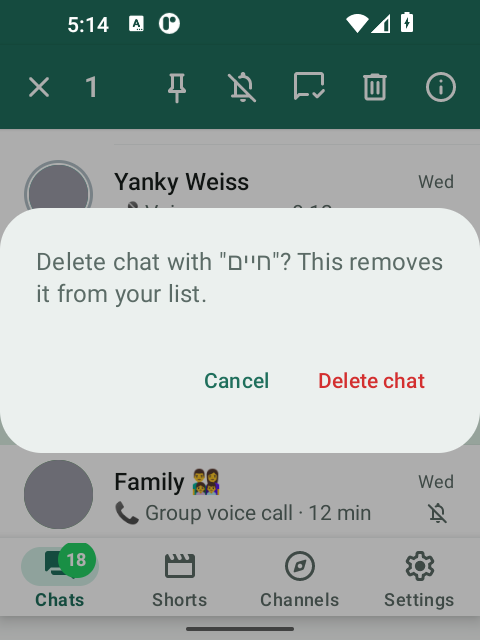 5:14
1
Yanky Weiss
Wed
Delete chat with "חיים"? This removes
it from your list.
Cancel
Delete chat
Family
Wed
Group voice call · 12 min
18
Chats
Shorts
Channels
Settings